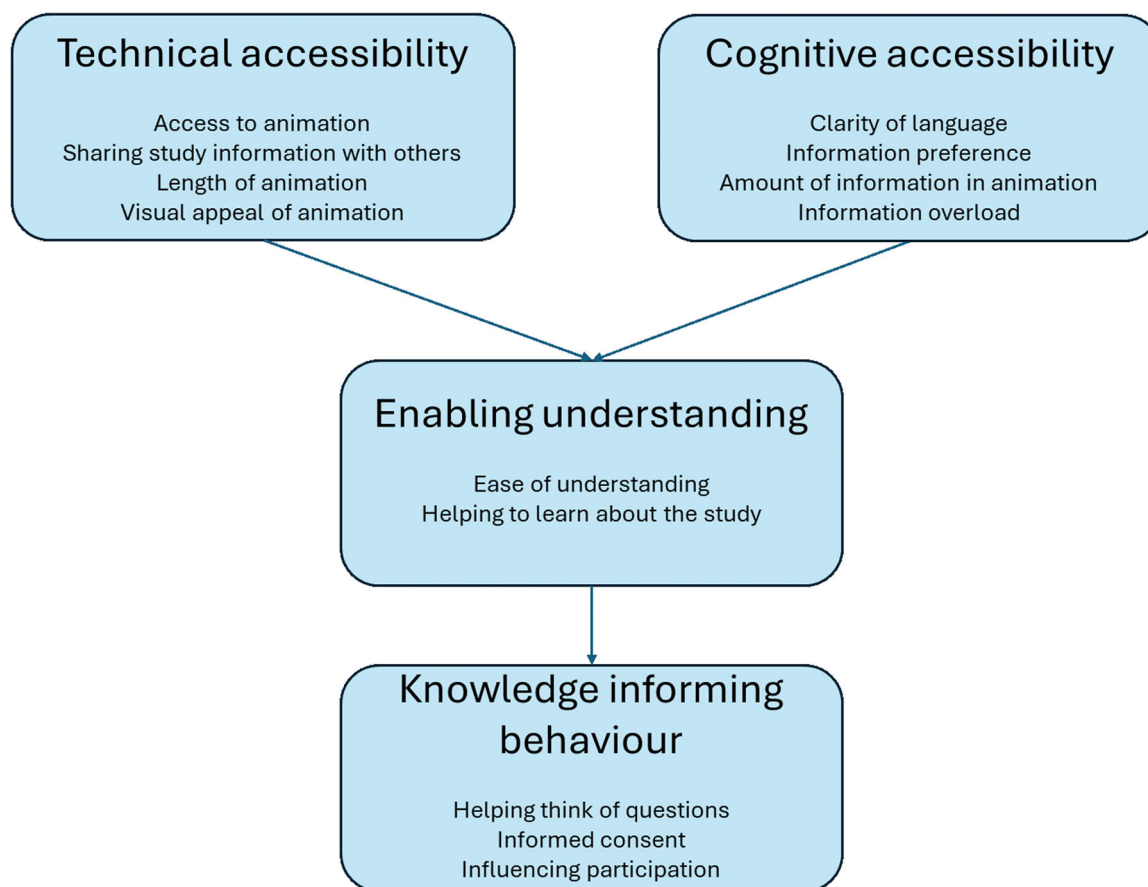 Technical accessibility
Access to animation
Sharing study information with others
Length of animation
Visual appeal of animation
Cognitive accessibility
Clarity of language
Information preference
Amount of information in animation
Information overload
Enabling understanding
Ease of understanding
Helping to learn about the study
Knowledge informing
behaviour
Helping think of questions
Informed consent
Influencing participation